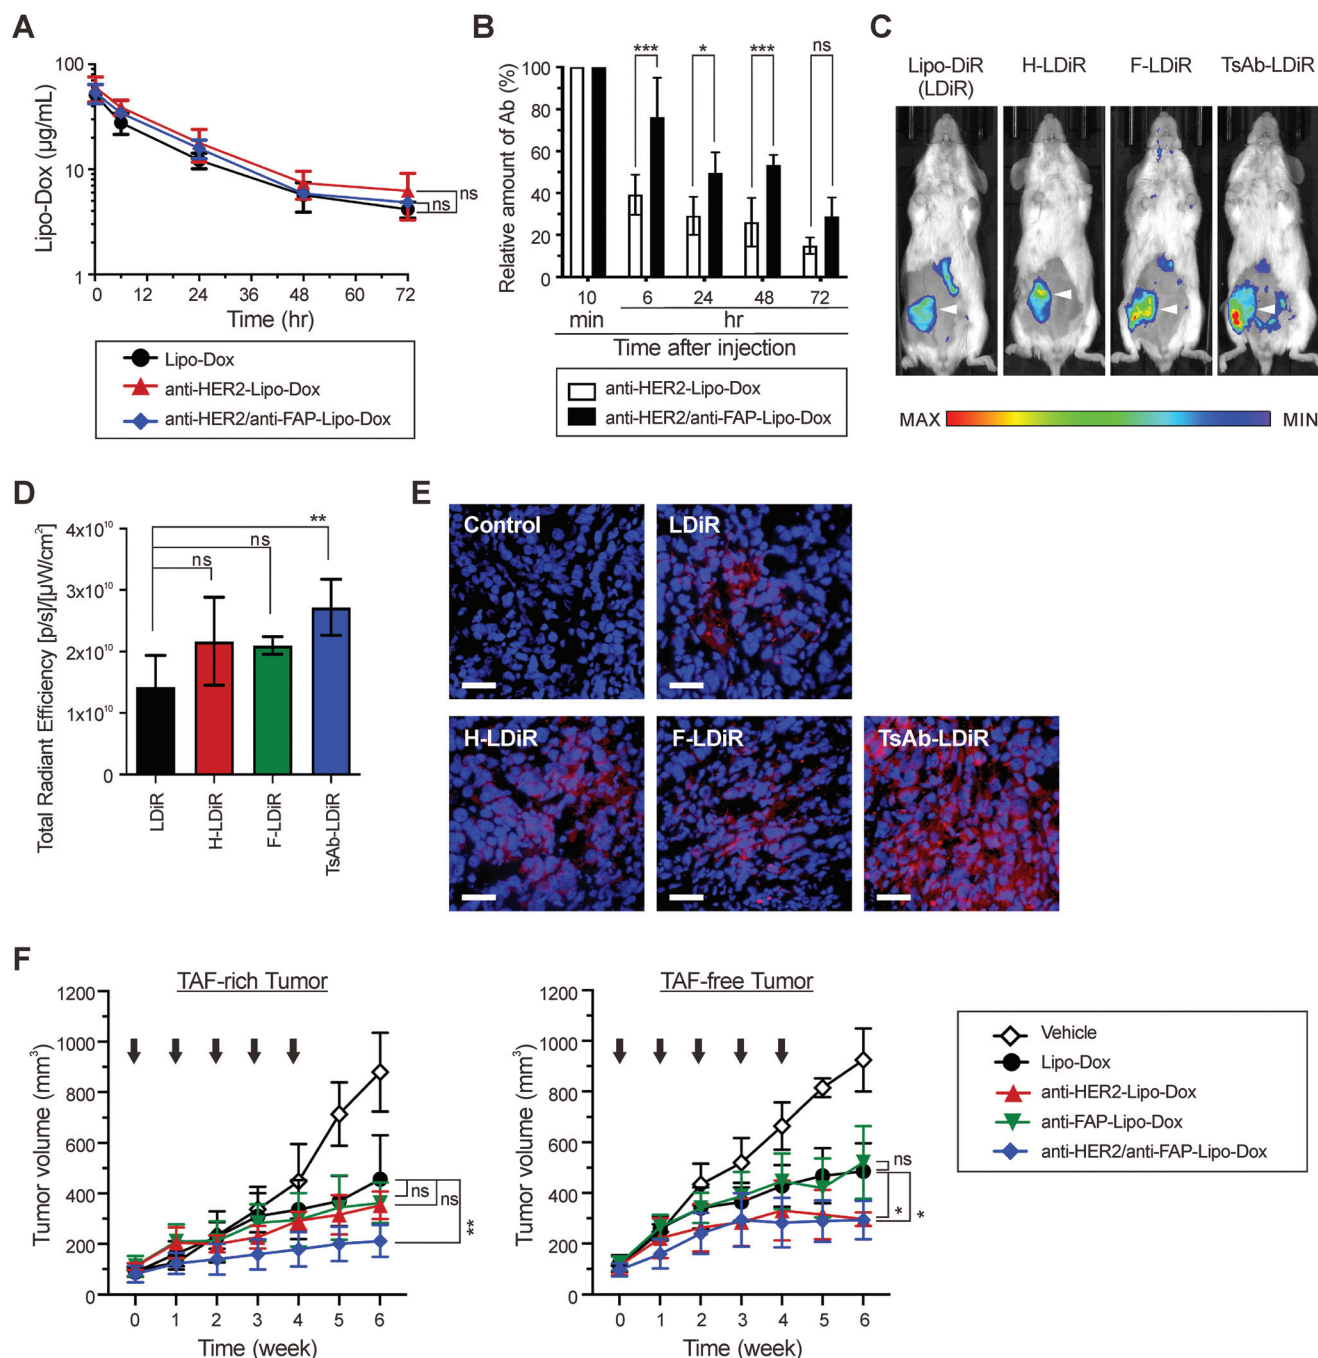 A
Lipo-Dox (µg/mL)
100
10
1
0 12 24 36 48 60 72
Time (hr)
ns
ns
Lipo-Dox
anti-HER2-Lipo-Dox
anti-HER2/anti-FAP-Lipo-Dox
B
Relative amount of Ab (%)
100
80
60
40
20
0
*** * *** ns
10 6 24 48 72
min hr
Time after injection
anti-HER2-Lipo-Dox
anti-HER2/anti-FAP-Lipo-Dox
C
Lipo-DiR
(LDiR)
H-LDiR
F-LDiR
TsAb-LDiR
MAX MIN
D
Total Radiant Efficiency [p/s]/[µW/cm²]
4x10¹⁰
3x10¹⁰
2x10¹⁰
1x10¹⁰
0
**
ns
ns
LDiR
H-LDiR
F-LDiR
TsAb-LDiR
E
Control
LDiR
H-LDiR
F-LDiR
TsAb-LDiR
F
TAF-rich Tumor
Tumor volume (mm³)
1200
1000
800
600
400
200
0
0 1 2 3 4 5 6
Time (week)
ns
ns
**
TAF-free Tumor
Tumor volume (mm³)
1200
1000
800
600
400
200
0
0 1 2 3 4 5 6
Time (week)
ns
*
*
Vehicle
Lipo-Dox
anti-HER2-Lipo-Dox
anti-FAP-Lipo-Dox
anti-HER2/anti-FAP-Lipo-Dox